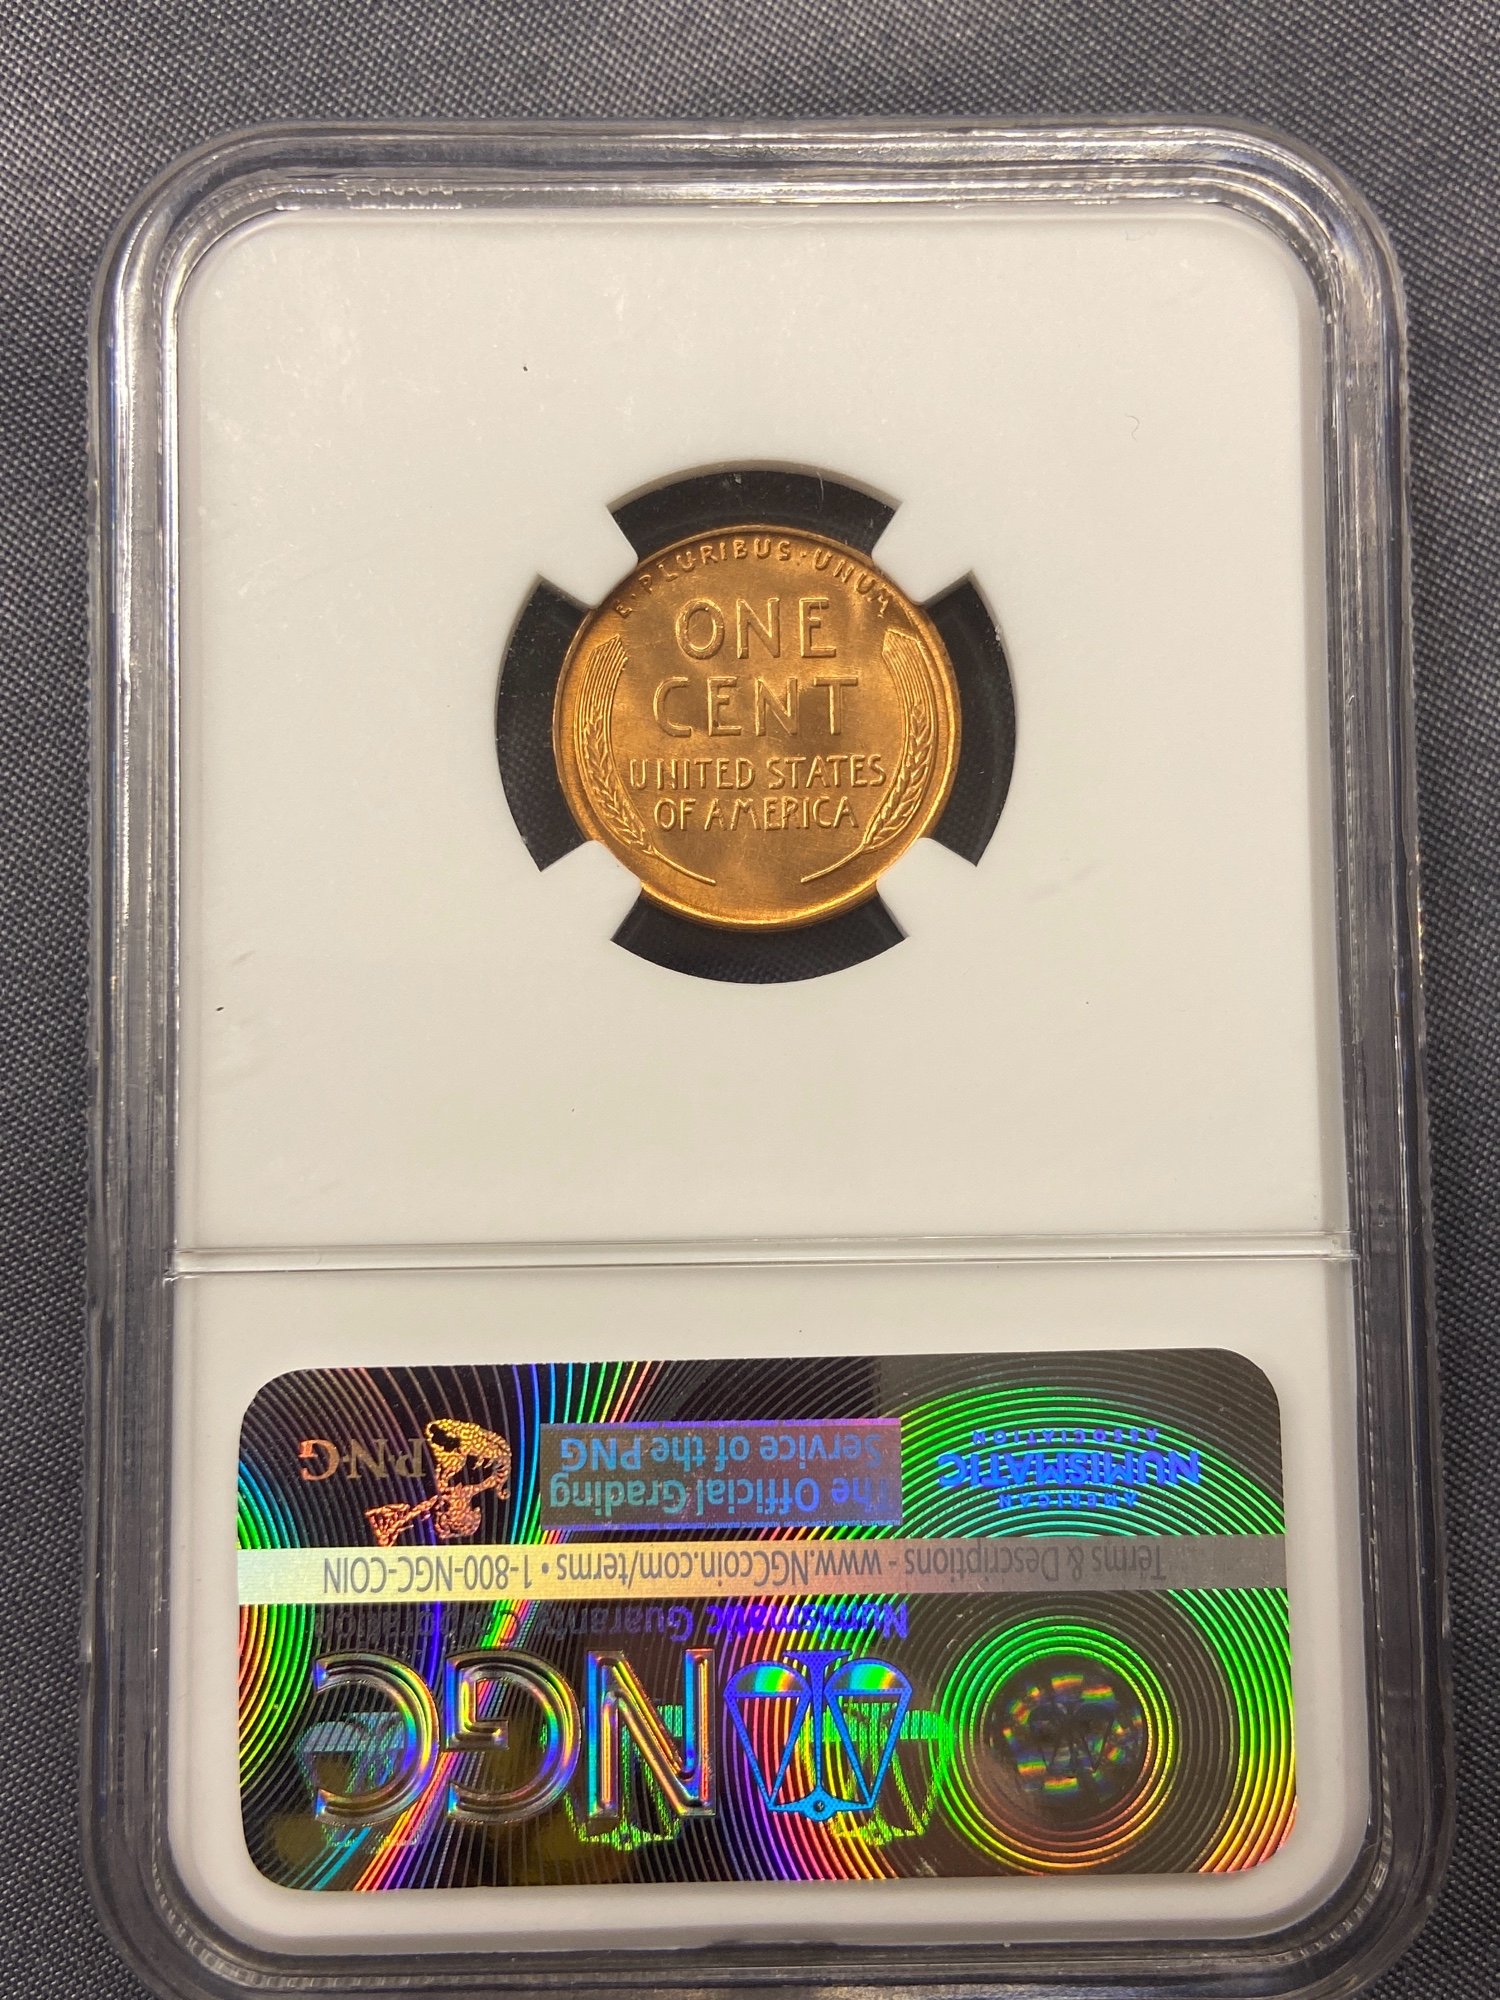 E·PLURIBUS·UNUM
ONE
CENT
UNITED STATES
OF AMERICA
NGC
Numismatic Guaranty Corporation
Terms & Descriptions - www.NGCcoin.com/terms • 1-800-NGC-COIN
AMERICAN
NUMISMATIC
ASSOCIATION
The Official Grading
Service of the PNG
P·N·G